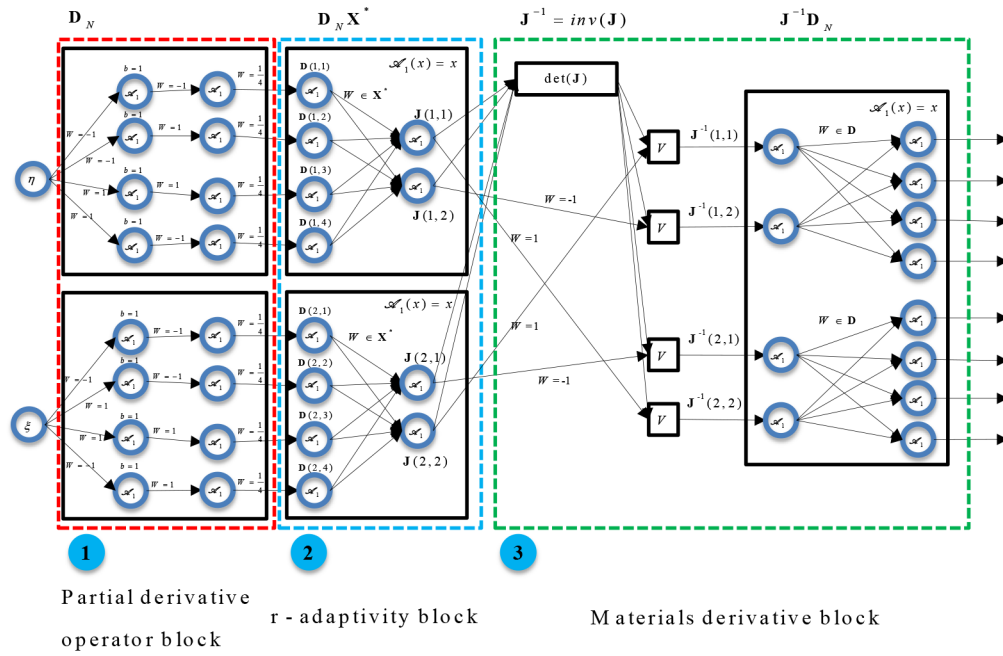 D_N
D_N X*
J⁻¹ = inv(J)
J⁻¹D_N
𝒜₁(x) = x
det(J)
𝒜₁(x) = x
b=1
W = −1
W = 1/4
D(1,1)
W ∈ X*
J(1,1)
𝒜₁
b=1
W = 1
W = 1/4
D(1,2)
V
J⁻¹(1,1)
W ∈ D
W = −1
W = −1
η
b=1
W = 1
W = 1/4
D(1,3)
J(1,2)
W = -1
V
J⁻¹(1,2)
W = 1
W = 1
b=1
W = −1
W = 1/4
D(1,4)
W = 1
𝒜₁(x) = x
b=1
W = −1
W = 1/4
D(2,1)
W ∈ X*
J(2,1)
W = 1
V
J⁻¹(2,1)
W ∈ D
b=1
W = −1
W = 1/4
D(2,2)
W = -1
W = −1
W = 1
ξ
b=1
W = 1
W = 1/4
D(2,3)
J(2,2)
V
J⁻¹(2,2)
W = 1
W = −1
b=1
W = 1
W = 1/4
D(2,4)
1
2
3
Partial derivative
operator block
r - adaptivity block
Materials derivative block